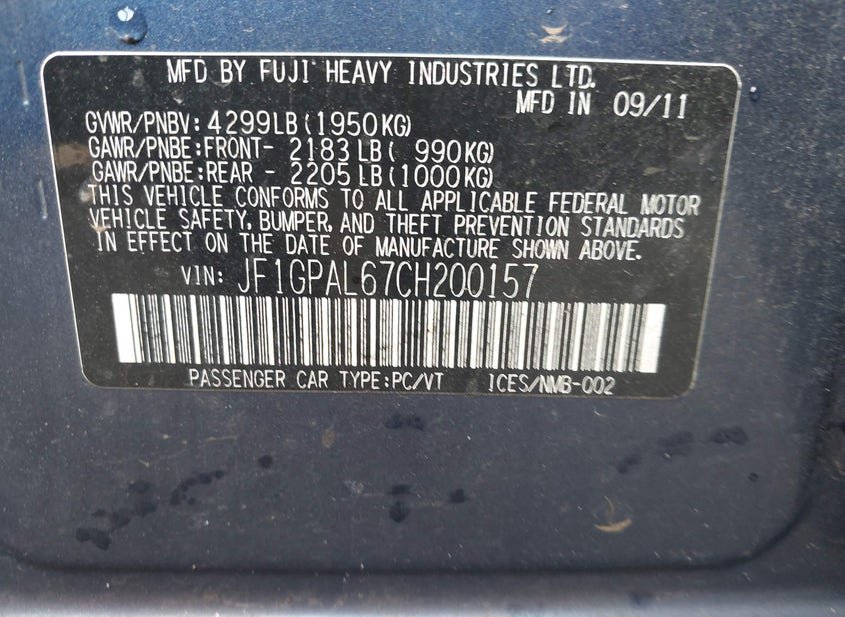 MFD BY FUJI HEAVY INDUSTRIES LTD.
MFD IN 09/11
GVWR/PNBV: 4299LB (1950KG)
GAWR/PNBE:FRONT- 2183LB( 990KG)
GAWR/PNBE:REAR - 2205LB(1000KG)
THIS VEHICLE CONFORMS TO ALL APPLICABLE FEDERAL MOTOR
VEHICLE SAFETY, BUMPER, AND THEFT PREVENTION STANDARDS
IN EFFECT ON THE DATE OF MANUFACTURE SHOWN ABOVE.
VIN: JF1GPAL67CH200157
PASSENGER CAR TYPE:PC/VT ICES/NMB-002